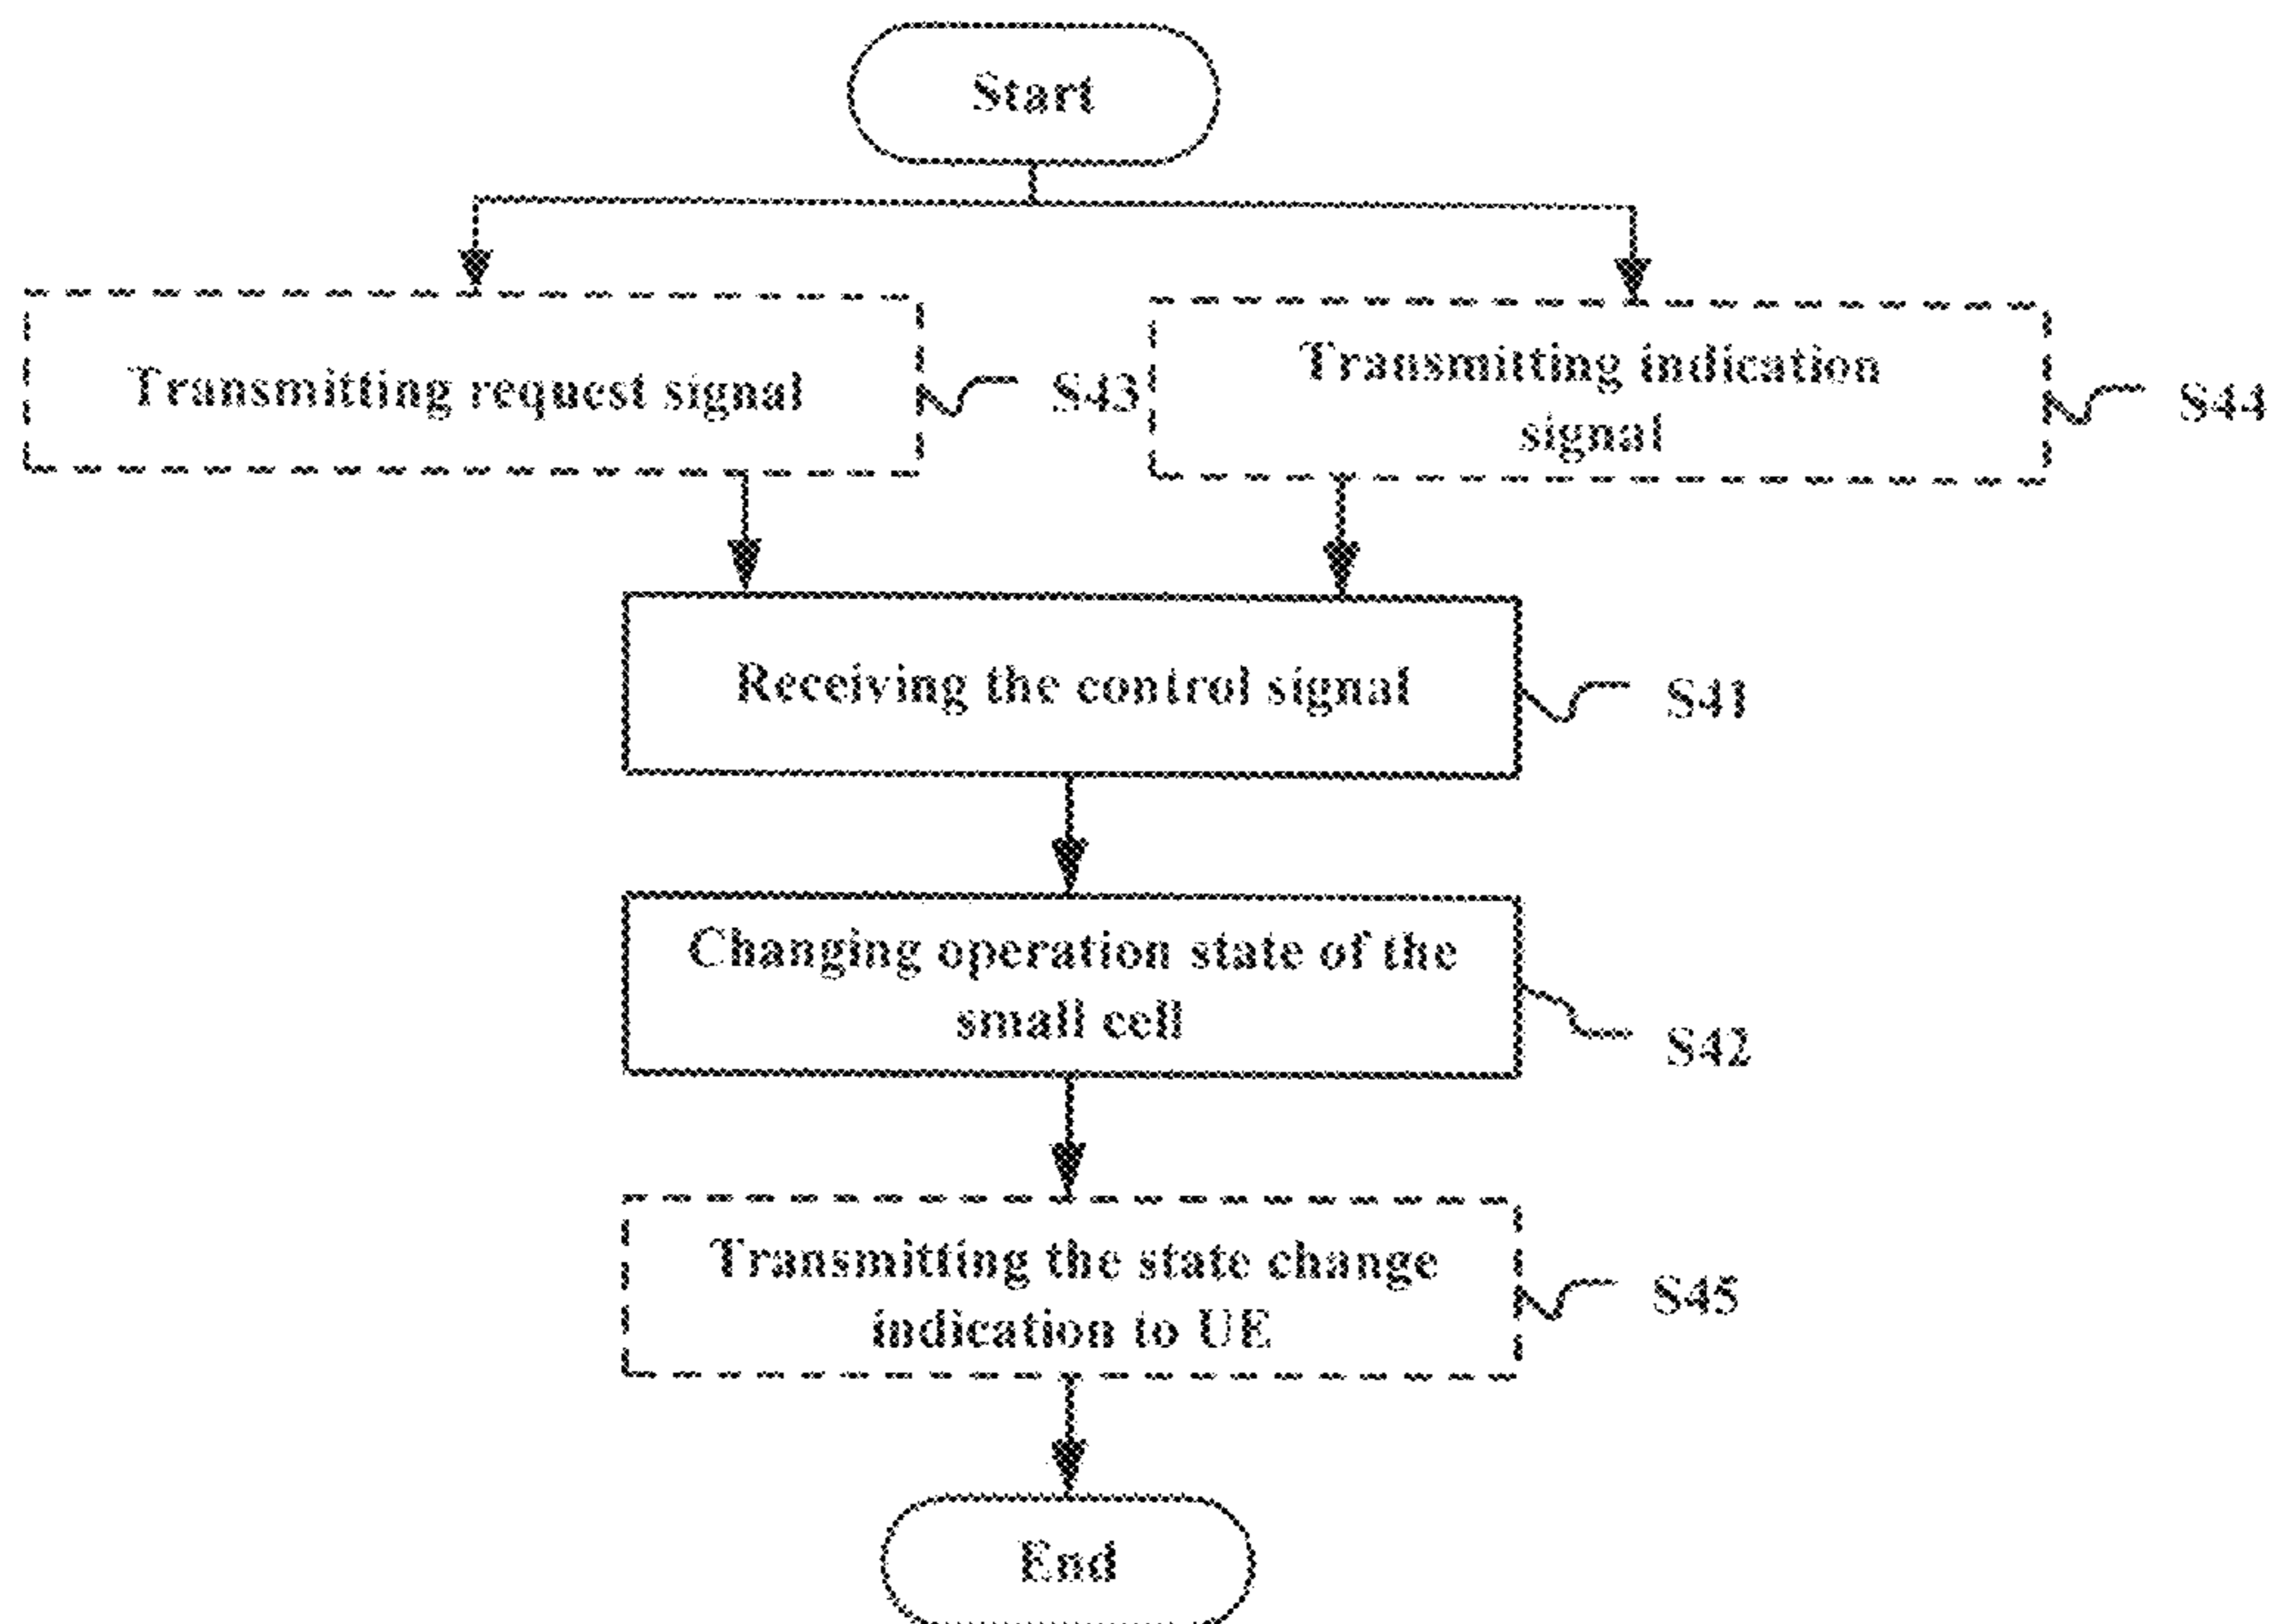 Start
Transmitting request signal
S43
Transmitting indication
signal
S44
Receiving the control signal
S41
Changing operation state of the
small cell
S42
Transmitting the state change
indication to UE
S45
End